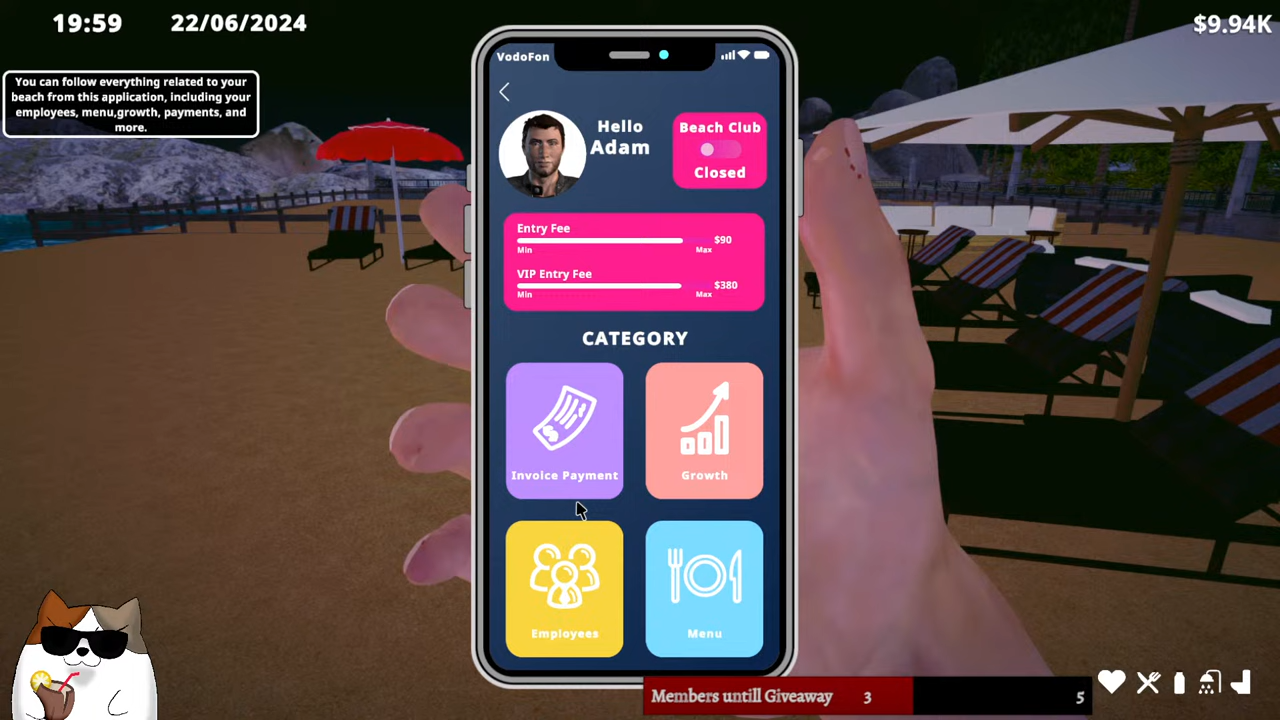 19:59
22/06/2024
$9.94K
You can follow everything related to your
beach from this application, including your
employees, menu,growth, payments, and
more.
VodoFon
Hello
Adam
Beach Club
Closed
Entry Fee
$90
Min
Max
VIP Entry Fee
$380
Min
Max
CATEGORY
Invoice Payment
Growth
Employees
Menu
Members untill Giveaway
3
5